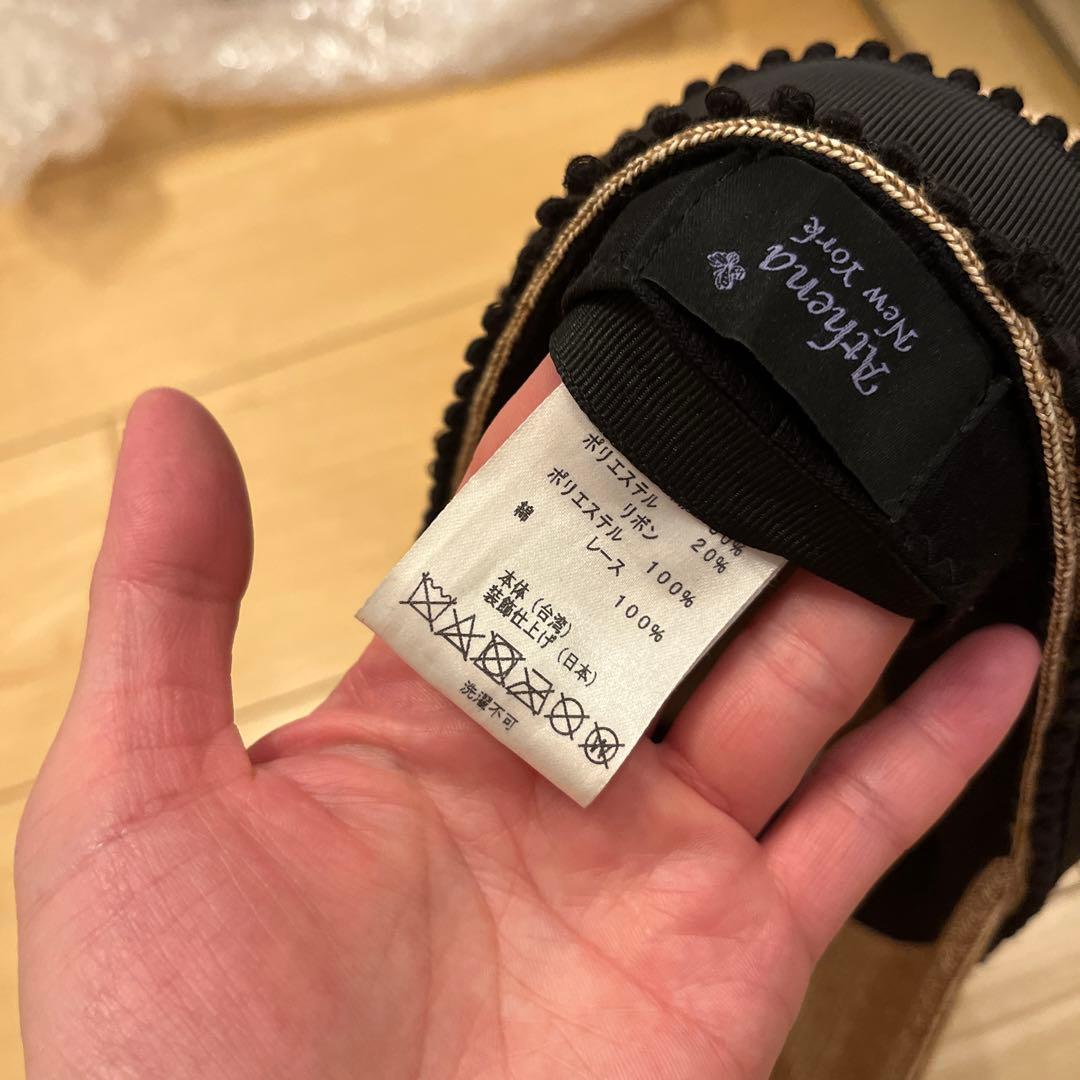 Athena
New York
ポリエステル
20%
リボン
ポリエステル 100%
レース
綿 100%
本体(台湾)
装飾仕上げ(日本)
洗濯不可